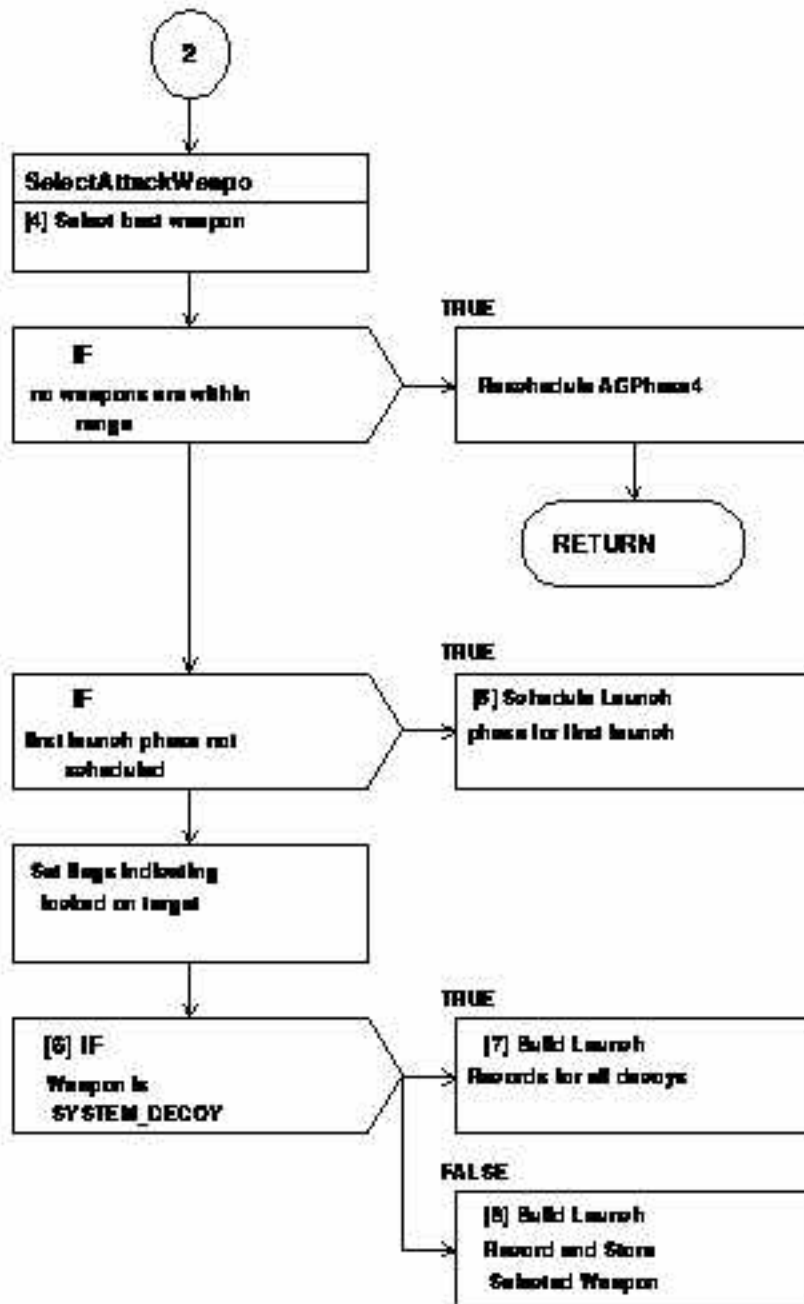 2
SelectAttackWeapo
[4] Select best weapon
IF
no weapons are within
range
TRUE
Reschedule AGPhase4
RETURN
IF
first launch phase not
scheduled
TRUE
[5] Schedule Launch
phase for first launch
Set flags indicating
locked on target
[6] IF
Weapon is
SYSTEM_DECOY
TRUE
[7] Build Launch
Records for all decoys
FALSE
[8] Build Launch
Record and Store
Selected Weapon